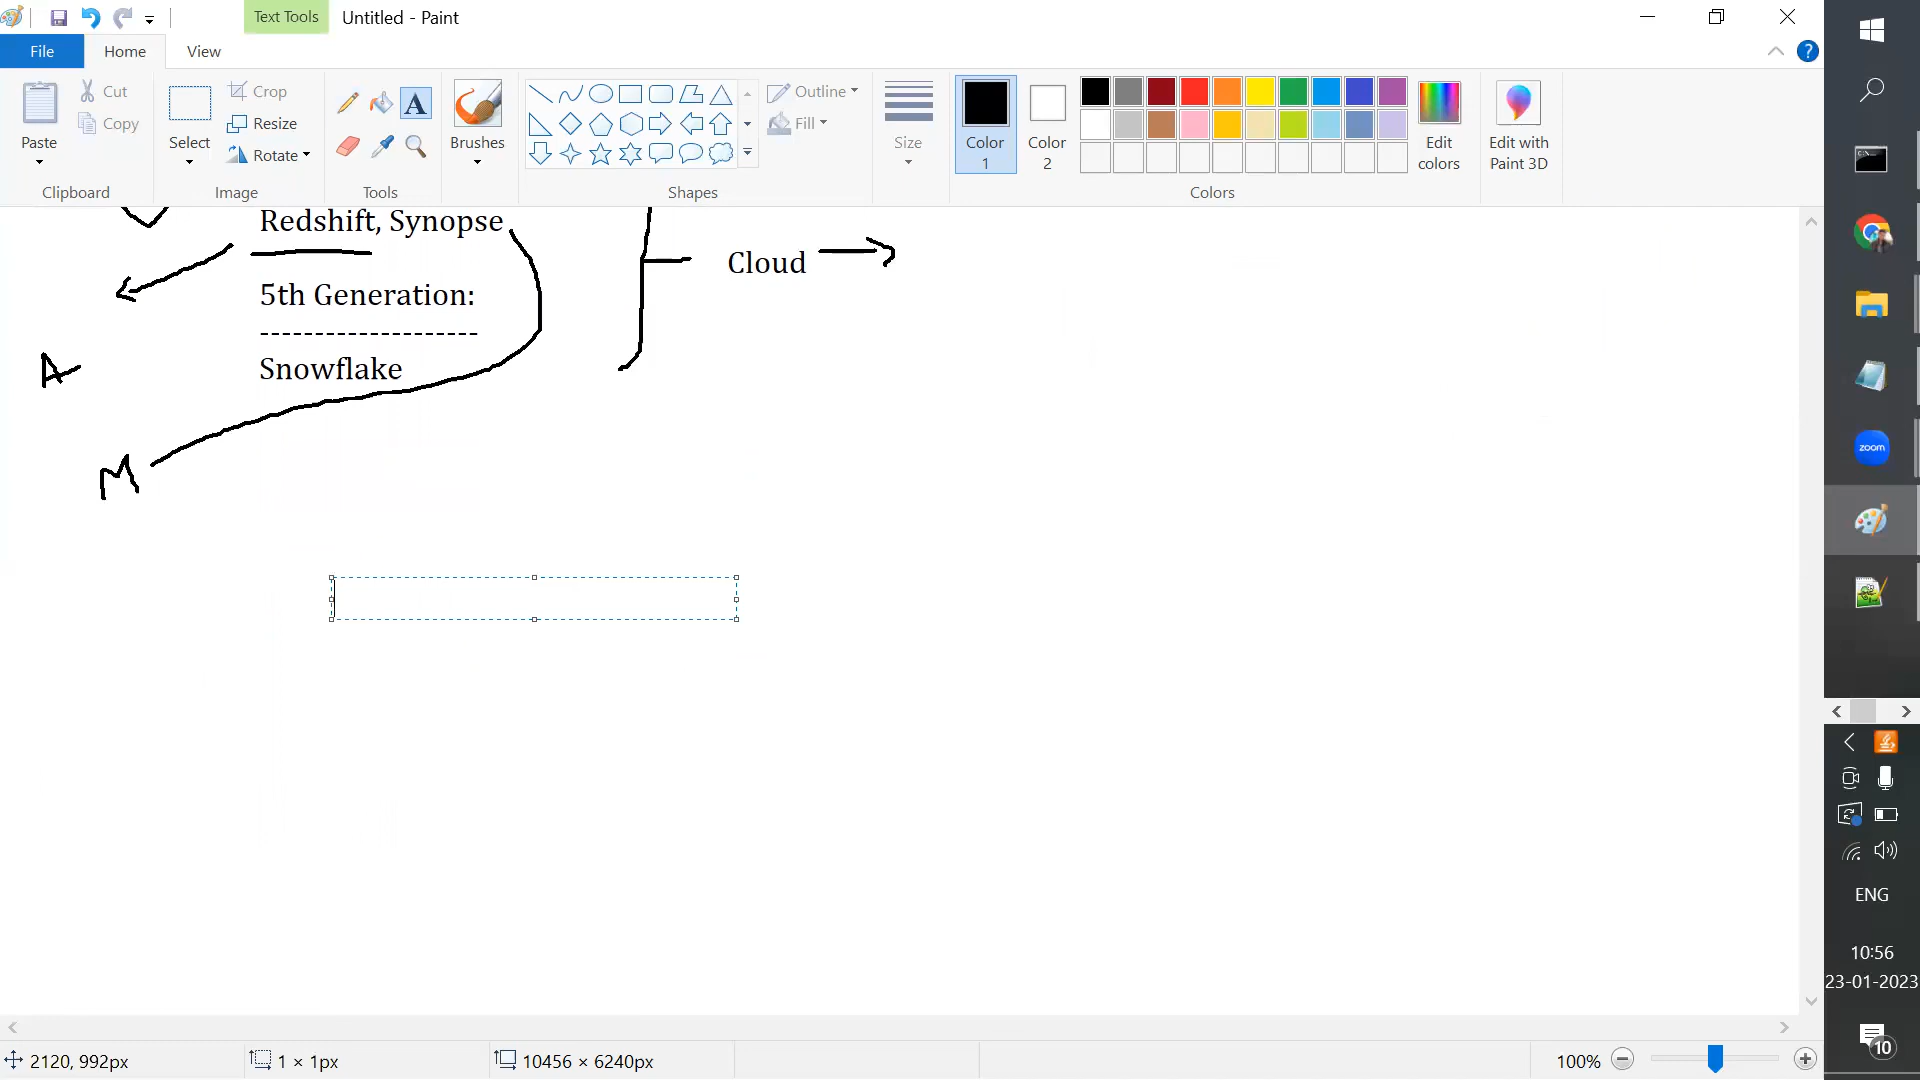 Text Tools
Untitled - Paint
File
Home
View
Paste
Cut
Copy
Clipboard
Select
Crop
Resize
Rotate
Image
A
Tools
Brushes
Shapes
Outline
Fill
Size
Color
1
Color
2
Edit
colors
Edit with
Paint 3D
Colors
Redshift, Synopse
Cloud
5th Generation:
--------------------
Snowflake
A
M
zoom
ENG
10:56
23-01-2023
10
2120, 992px
1 × 1px
10456 × 6240px
100%